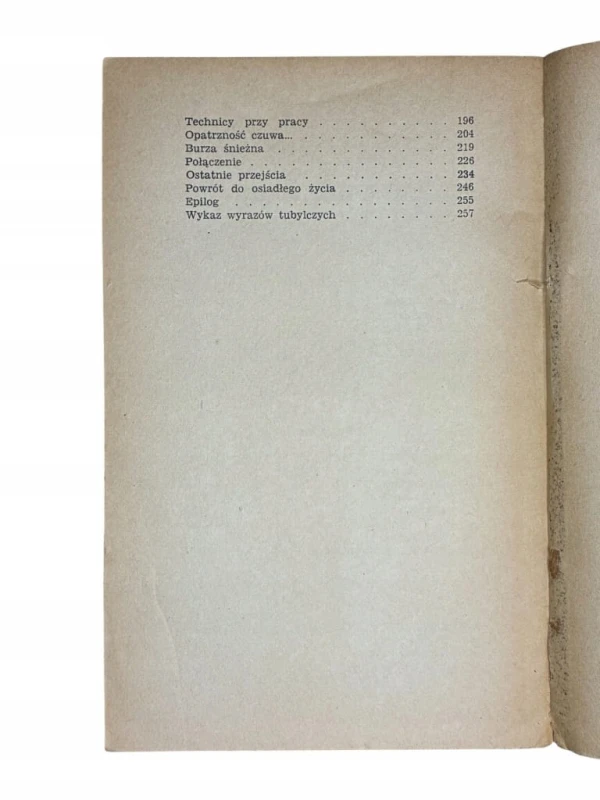 Technicy przy pracy . . . . . . . . . . 196
Opatrzność czuwa... . . . . . . . . . . . 204
Burza śnieżna . . . . . . . . . . . . 219
Połączenie . . . . . . . . . . . . . . 226
Ostatnie przejścia . . . . . . . . . . . 234
Powrót do osiadłego życia . . . . . . . . 246
Epilog . . . . . . . . . . . . . . . 255
Wykaz wyrazów tubylczych . . . . . . . . 257